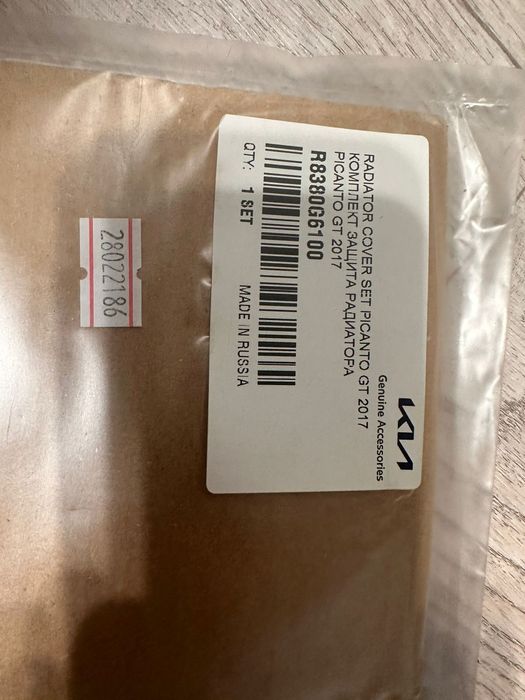 KIA
Genuine Accessories
RADIATOR COVER SET PICANTO GT 2017
КОМПЛЕКТ ЗАЩИТА РАДИАТОРА
PICANTO GT 2017
R8380G6100
QTY: 1 SET MADE IN RUSSIA
28022186